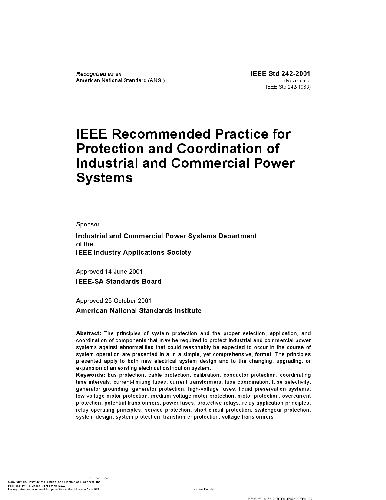 Recognized as an
American National Standard (ANSI)
IEEE Std 242-2001
(Revision of
IEEE Std 242-1986)
IEEE Recommended Practice for
Protection and Coordination of
Industrial and Commercial Power
Systems
Sponsor
Industrial and Commercial Power Systems Department
of the
IEEE Industry Applications Society
Approved 14 June 2001
IEEE-SA Standards Board
Approved 25 October 2001
American National Standards Institute
Abstract: The principles of system protection and the proper selection, application, and
coordination of components that may be required to protect industrial and commercial power
systems against abnormalities that could reasonably be expected to occur in the course of
system operation are presented in a simple, yet comprehensive, format. The principles
presented apply to both new electrical system design and to the changing, upgrading, or
expansion of an existing electrical distribution system.
Keywords: bus protection, cable protection, calibration, conductor protection, coordinating
time intervals, current-limiting fuses, current transformers, fuse coordination, fuse selectivity,
generator grounding, generator protection, high-voltage fuses, liquid preservation systems,
low-voltage motor protection, medium-voltage motor protection, motor protection, overcurrent
protection, potential transformers, power fuses, protective relays, relay application principles,
relay operating principles, service protection, short-circuit protection, switchgear protection,
system design, system protection, transformer protection, voltage transformers